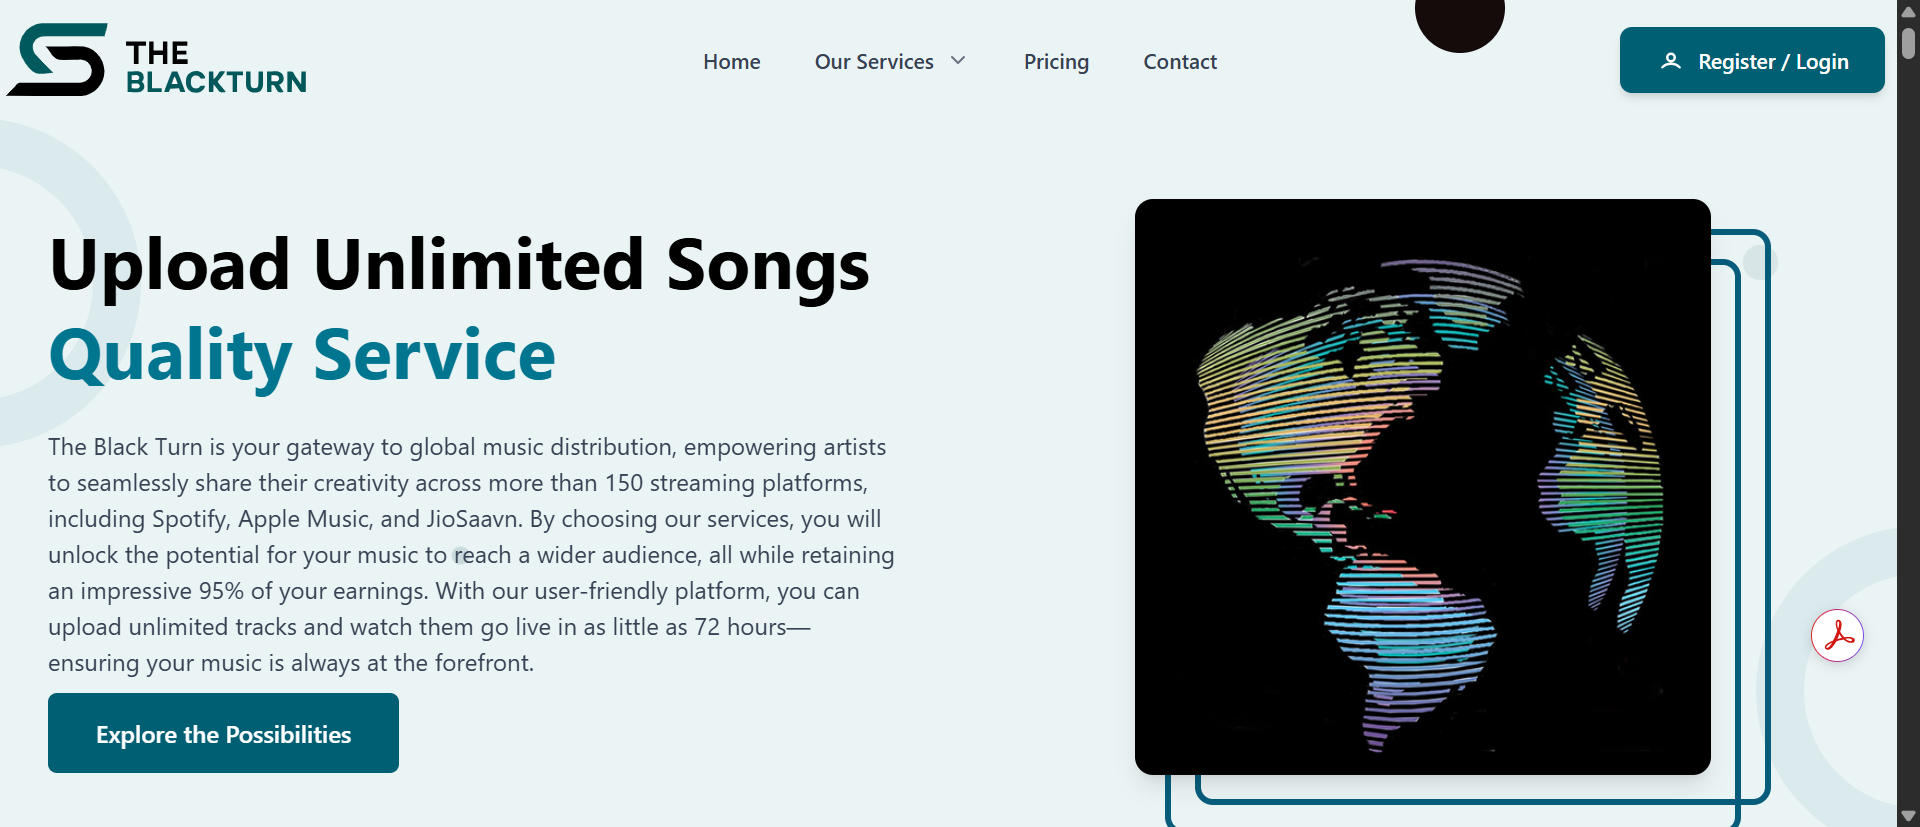 THE
BLACKTURN
Home
Our Services
Pricing
Contact
Register / Login
Upload Unlimited Songs
Quality Service
The Black Turn is your gateway to global music distribution, empowering artists
to seamlessly share their creativity across more than 150 streaming platforms,
including Spotify, Apple Music, and JioSaavn. By choosing our services, you will
unlock the potential for your music to reach a wider audience, all while retaining
an impressive 95% of your earnings. With our user-friendly platform, you can
upload unlimited tracks and watch them go live in as little as 72 hours—
ensuring your music is always at the forefront.
Explore the Possibilities